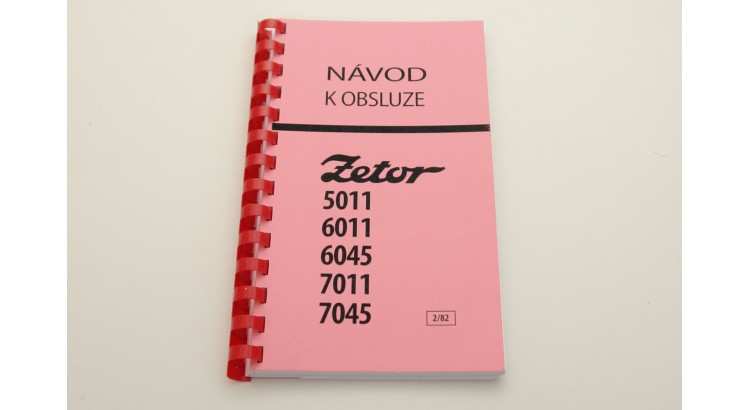 NÁVOD
K OBSLUZE
Zetor
5011
6011
6045
7011
7045
2/82